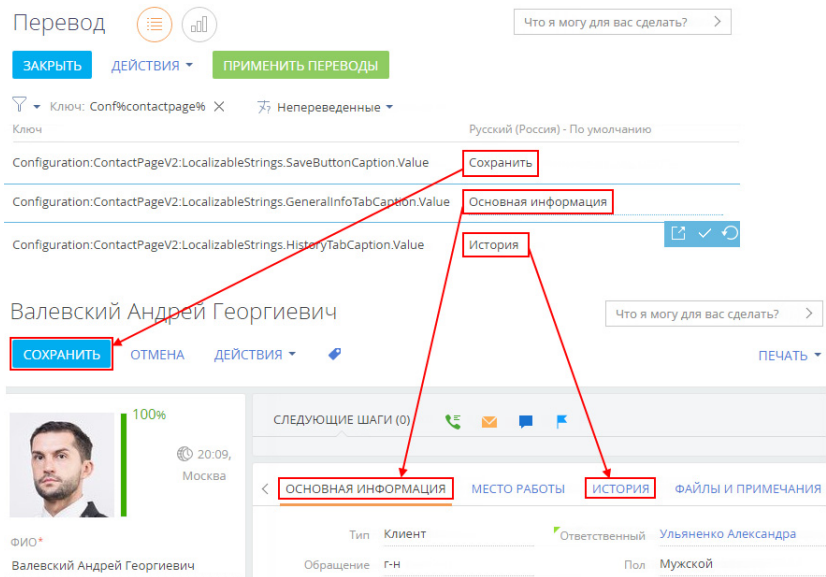 Перевод
Что я могу для вас сделать?
ЗАКРЫТЬ ДЕЙСТВИЯ ПРИМЕНИТЬ ПЕРЕВОДЫ
Ключ: Conf%contactpage% Непереведенные
Ключ Русский (Россия) - По умолчанию
Configuration:ContactPageV2:LocalizableStrings.SaveButtonCaption.Value Сохранить
Configuration:ContactPageV2:LocalizableStrings.GeneralInfoTabCaption.Value Основная информация
Configuration:ContactPageV2:LocalizableStrings.HistoryTabCaption.Value История
Валевский Андрей Георгиевич
Что я могу для вас сделать?
СОХРАНИТЬ ОТМЕНА ДЕЙСТВИЯ ПЕЧАТЬ
100%
СЛЕДУЮЩИЕ ШАГИ (0)
20:09,
Москва
ОСНОВНАЯ ИНФОРМАЦИЯ МЕСТО РАБОТЫ ИСТОРИЯ ФАЙЛЫ И ПРИМЕЧАНИЯ
Тип Клиент Ответственный Ульяненко Александра
ФИО*
Валевский Андрей Георгиевич Обращение г-н Пол Мужской